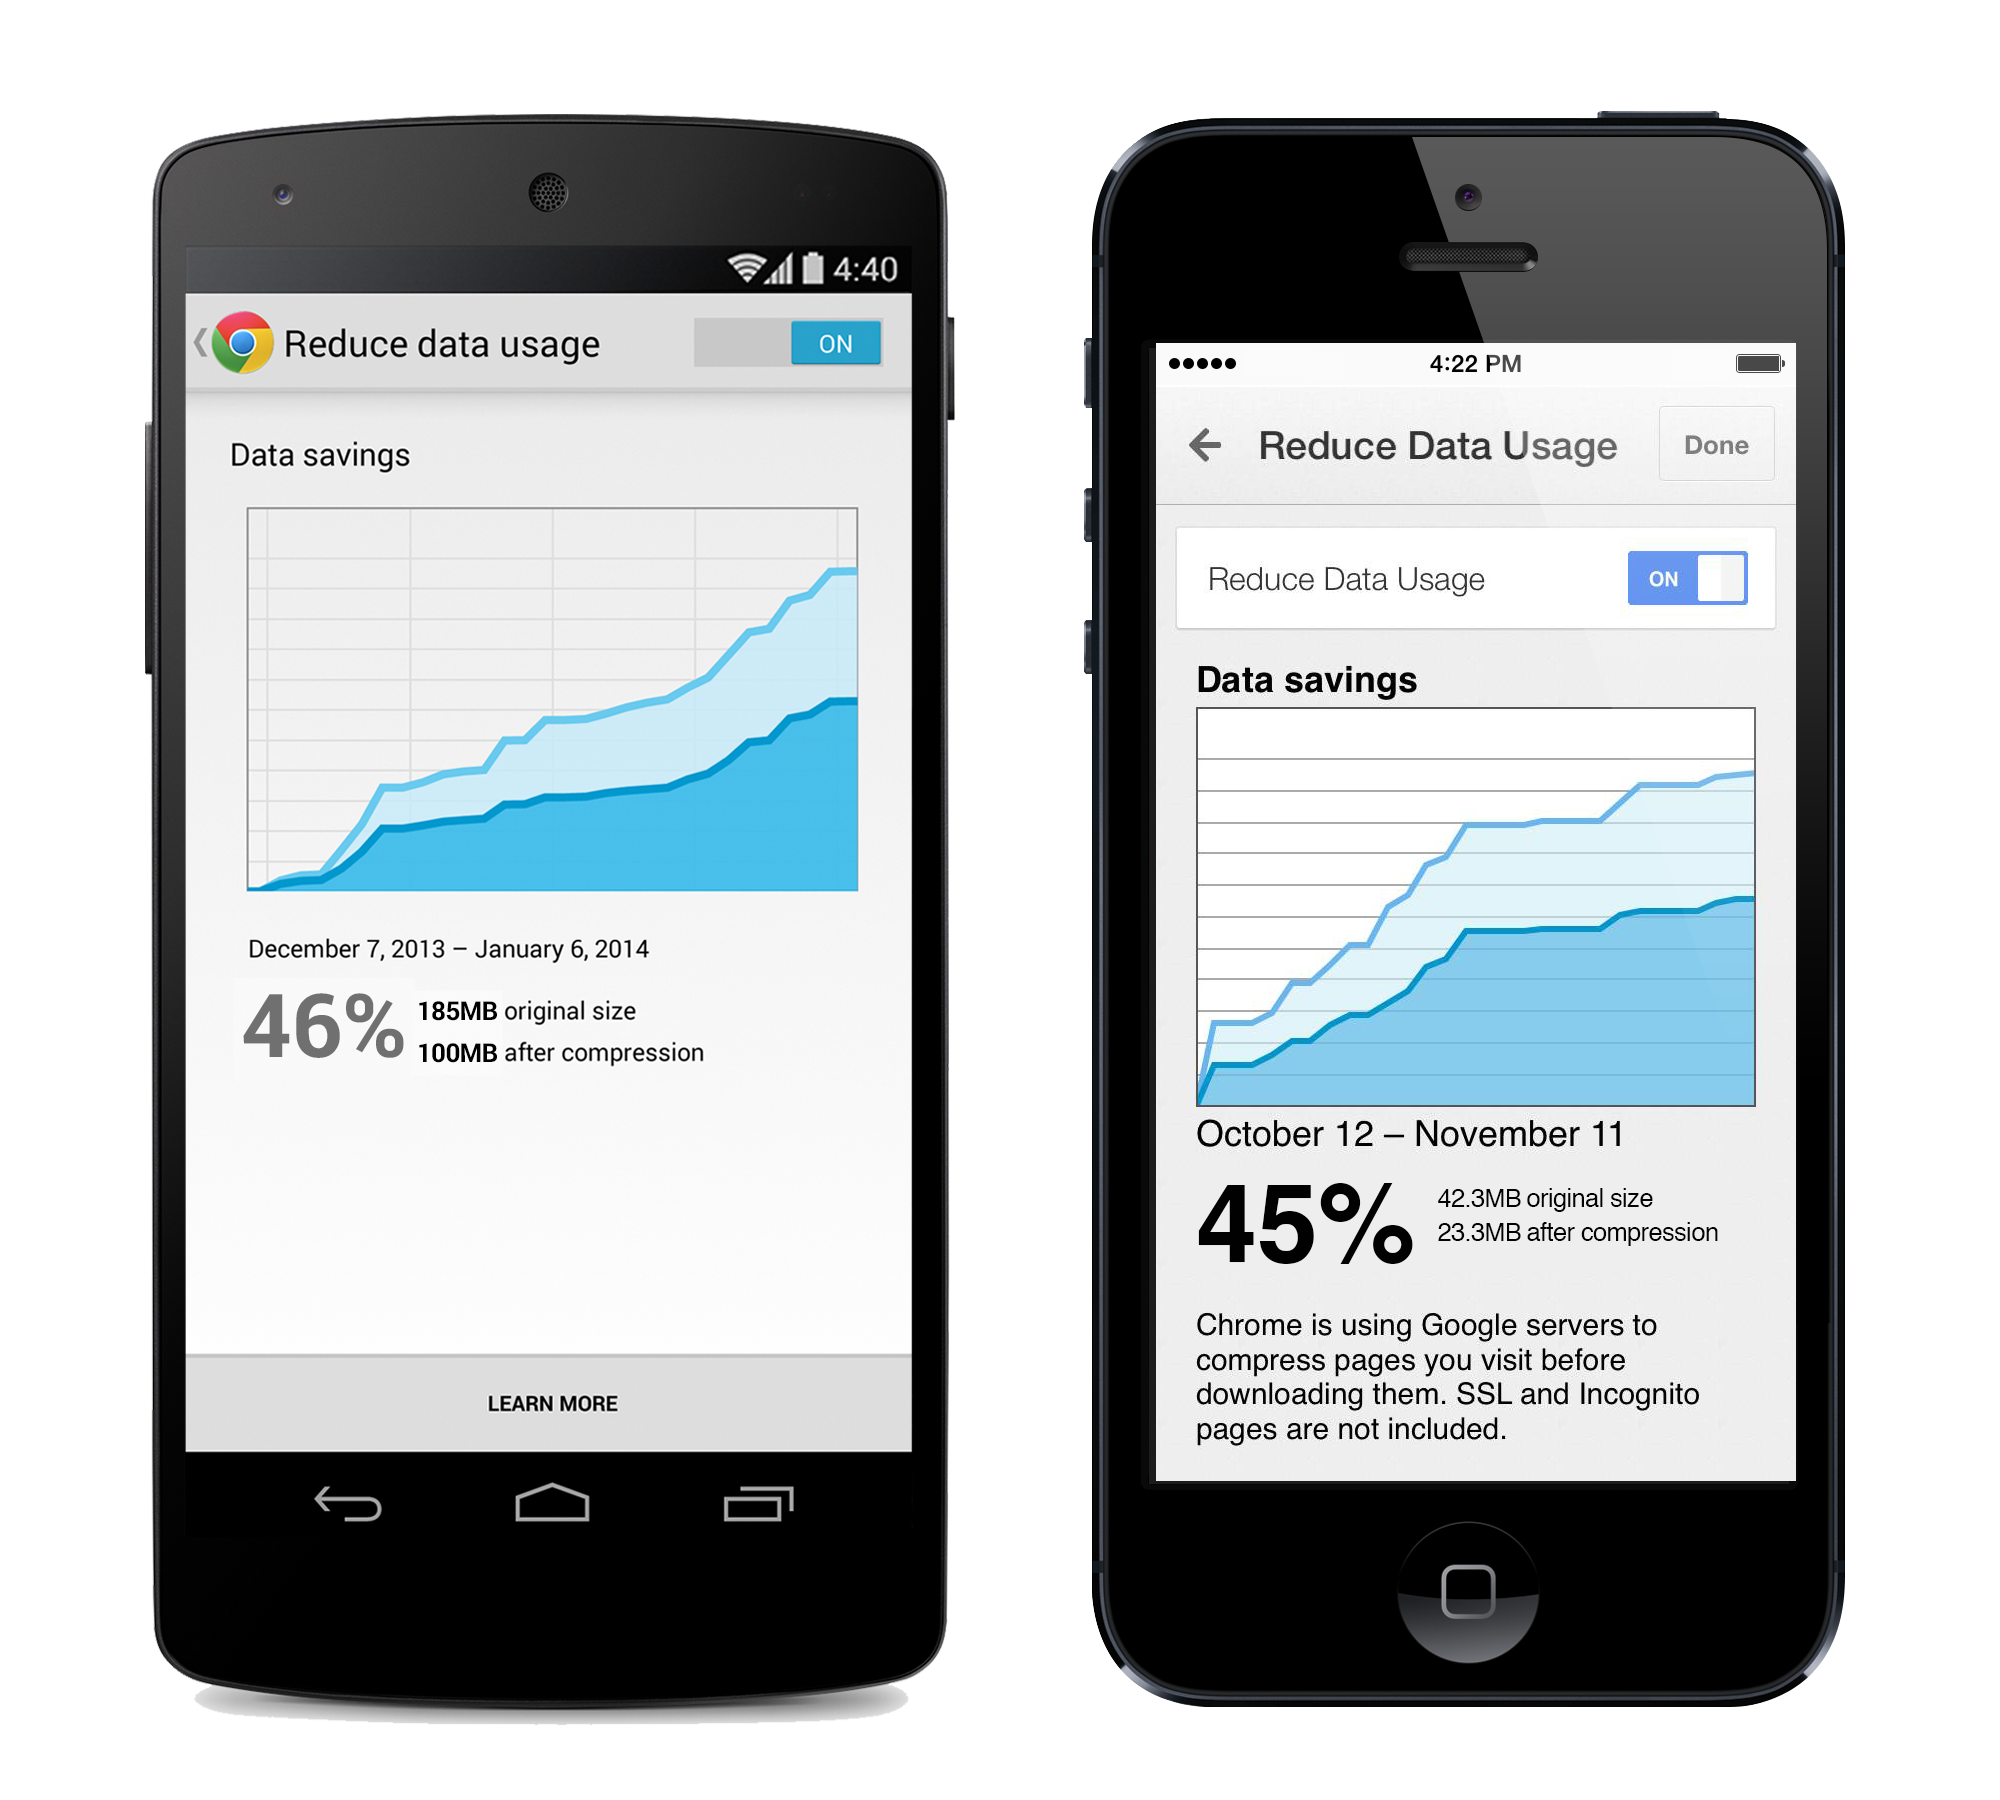 4:40
Reduce data usage
ON
Data savings
December 7, 2013 – January 6, 2014
46%
185MB original size
100MB after compression
LEARN MORE
4:22 PM
Reduce Data Usage
Done
Reduce Data Usage
ON
Data savings
October 12 – November 11
45%
42.3MB original size
23.3MB after compression
Chrome is using Google servers to
compress pages you visit before
downloading them. SSL and Incognito
pages are not included.